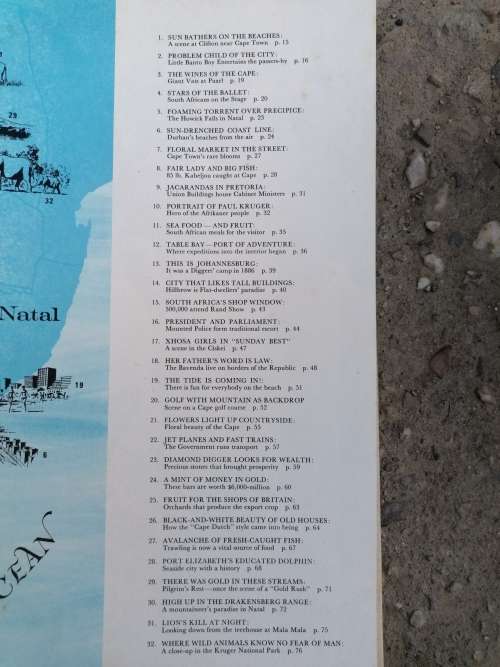 1. SUN BATHERS ON THE BEACHES:
A scene at Clifton near Cape Town p. 15
2. PROBLEM CHILD OF THE CITY:
Little Bantu Boy Entertains the passers-by p. 16
3. THE WINES OF THE CAPE:
Giant Vats at Paarl p. 19
4. STARS OF THE BALLET:
South Africans on the Stage p. 20
5. FOAMING TORRENT OVER PRECIPICE:
The Howick Falls in Natal p. 23
6. SUN-DRENCHED COAST LINE:
Durban's beaches from the air p. 24
7. FLORAL MARKET IN THE STREET:
Cape Town's rare blooms p. 27
8. FAIR LADY AND BIG FISH:
85 lb. Kabeljou caught at Cape p. 28
9. JACARANDAS IN PRETORIA:
Union Buildings house Cabinet Ministers p. 31
10. PORTRAIT OF PAUL KRUGER:
Hero of the Afrikaner people p. 32
11. SEA FOOD — AND FRUIT:
South African meals for the visitor p. 35
12. TABLE BAY — PORT OF ADVENTURE:
Where expeditions into the interior began p. 36
13. THIS IS JOHANNESBURG:
It was a Diggers' camp in 1886 p. 39
14. CITY THAT LIKES TALL BUILDINGS:
Hillbrow is Flat-dwellers' paradise p. 40
15. SOUTH AFRICA'S SHOP WINDOW:
500,000 attend Rand Show p. 43
16. PRESIDENT AND PARLIAMENT:
Mounted Police form traditional escort p. 44
17. XHOSA GIRLS IN "SUNDAY BEST"
A scene in the Ciskei p. 47
18. HER FATHER'S WORD IS LAW:
The Bavenda live on borders of the Republic p. 48
19. THE TIDE IS COMING IN!:
There is fun for everybody on the beach p. 51
20. GOLF WITH MOUNTAIN AS BACKDROP
Scene on a Cape golf course p. 52
21. FLOWERS LIGHT UP COUNTRYSIDE:
Floral beauty of the Cape p. 55
22. JET PLANES AND FAST TRAINS:
The Government runs transport p. 57
23. DIAMOND DIGGER LOOKS FOR WEALTH:
Precious stones that brought prosperity p. 59
24. A MINT OF MONEY IN GOLD:
These bars are worth $6,000-million p. 60
25. FRUIT FOR THE SHOPS OF BRITAIN:
Orchards that produce the export crop p. 63
26. BLACK-AND-WHITE BEAUTY OF OLD HOUSES:
How the "Cape Dutch" style came into being p. 64
27. AVALANCHE OF FRESH-CAUGHT FISH:
Trawling is now a vital source of food p. 67
28. PORT ELIZABETH'S EDUCATED DOLPHIN:
Seaside city with a history p. 68
29. THERE WAS GOLD IN THESE STREAMS:
Pilgrim's Rest—once the scene of a "Gold Rush" p. 71
30. HIGH UP IN THE DRAKENSBERG RANGE:
A mountaineer's paradise in Natal p. 72
31. LION'S KILL AT NIGHT:
Looking down from the treehouse at Mala Mala p. 75
32. WHERE WILD ANIMALS KNOW NO FEAR OF MAN:
A close-up in the Kruger National Park p. 76
29
32
Natal
19
6
CEAN